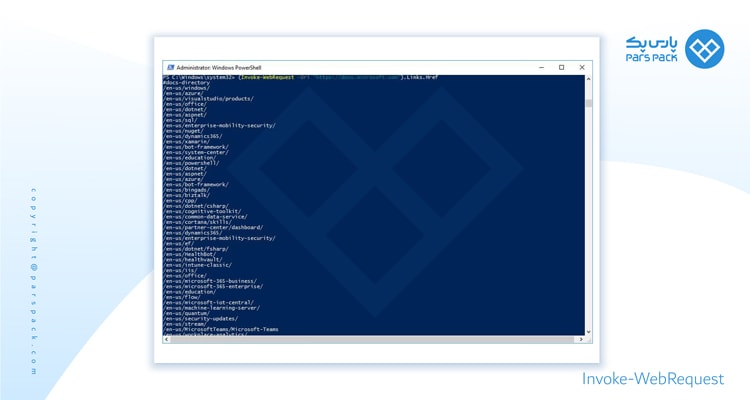 پارس پک
PARS PACK
Administrator: Windows PowerShell
PS C:\Windows\system32> (Invoke-WebRequest -Uri "https://docs.microsoft.com").Links.Href
#docs-directory
/en-us/windows/
/en-us/azure/
/en-us/visualstudio/products/
/en-us/office/
/en-us/dotnet/
/en-us/aspnet/
/en-us/sql/
/en-us/enterprise-mobility-security/
/en-us/nuget/
/en-us/dynamics365/
/en-us/xamarin/
/en-us/bot-framework/
/en-us/system-center/
/en-us/education/
/en-us/powershell/
/en-us/dotnet/
/en-us/aspnet/
/en-us/azure/
/en-us/bot-framework/
/en-us/bingads/
/en-us/biztalk/
/en-us/cpp/
/en-us/dotnet/csharp/
/en-us/cognitive-toolkit/
/en-us/common-data-service/
/en-us/cortana/skills/
/en-us/partner-center/dashboard/
/en-us/dynamics365/
/en-us/enterprise-mobility-security/
/en-us/ef/
/en-us/dotnet/fsharp/
/en-us/HealthBot/
/en-us/healthvault/
/en-us/intune-classic/
/en-us/iis/
/en-us/office/
/en-us/microsoft-365-business/
/en-us/microsoft-365-enterprise/
/en-us/education/
/en-us/flow/
/en-us/microsoft-iot-central/
/en-us/machine-learning-server/
/en-us/quantum/
/en-us/security-updates/
/en-us/stream/
/en-us/MicrosoftTeams/Microsoft-Teams
/en-us/workplace-analytics/
copyright@parspack.com
Invoke-WebRequest